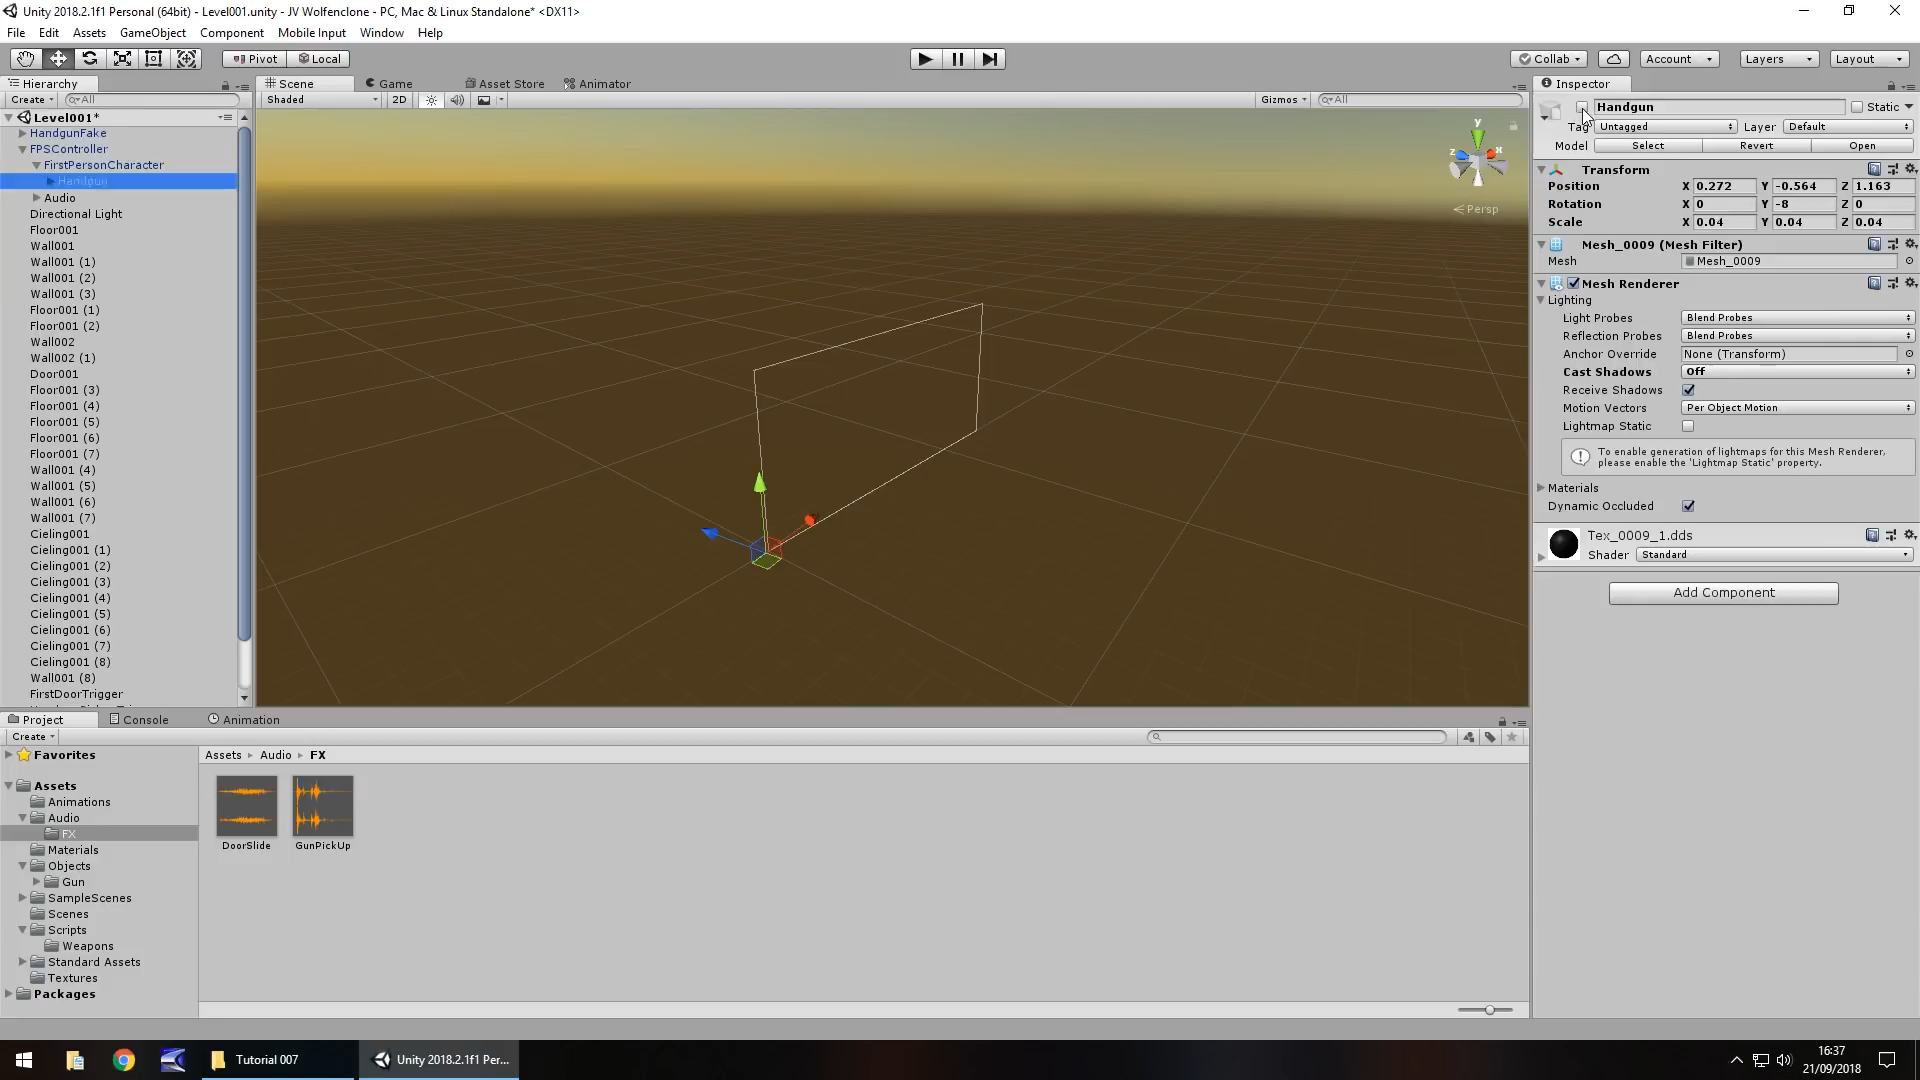 Unity 2018.2.1f1 Personal (64bit) - Level001.unity - JV Wolfenclone - PC, Mac & Linux Standalone* <DX11>
File Edit Assets GameObject Component Mobile Input Window Help
Pivot Local Collab Account Layers Layout
Hierarchy
Create All
Level001*
HandgunFake
FPSController
FirstPersonCharacter
Handgun
Audio
Directional Light
Floor001
Wall001
Wall001 (1)
Wall001 (2)
Wall001 (3)
Floor001 (1)
Floor001 (2)
Wall002
Wall002 (1)
Door001
Floor001 (3)
Floor001 (4)
Floor001 (5)
Floor001 (6)
Floor001 (7)
Wall001 (4)
Wall001 (5)
Wall001 (6)
Wall001 (7)
Cieling001
Cieling001 (1)
Cieling001 (2)
Cieling001 (3)
Cieling001 (4)
Cieling001 (5)
Cieling001 (6)
Cieling001 (7)
Cieling001 (8)
Wall001 (8)
FirstDoorTrigger
Scene Game Asset Store Animator
Shaded 2D Gizmos All
y
z x
Persp
Inspector
Handgun Static
Tag Untagged Layer Default
Model Select Revert Open
Transform
Position X 0.272 Y -0.564 Z 1.163
Rotation X 0 Y -8 Z 0
Scale X 0.04 Y 0.04 Z 0.04
Mesh_0009 (Mesh Filter)
Mesh Mesh_0009
Mesh Renderer
Lighting
Light Probes Blend Probes
Reflection Probes Blend Probes
Anchor Override None (Transform)
Cast Shadows Off
Receive Shadows
Motion Vectors Per Object Motion
Lightmap Static
To enable generation of lightmaps for this Mesh Renderer,
please enable the 'Lightmap Static' property.
Materials
Dynamic Occluded
Tex_0009_1.dds
Shader Standard
Add Component
Project Console Animation
Create
Favorites
Assets
Animations
Audio
FX
Materials
Objects
Gun
SampleScenes
Scenes
Scripts
Weapons
Standard Assets
Textures
Packages
Assets Audio FX
DoorSlide GunPickUp
Tutorial 007
Unity 2018.2.1f1 Per...
16:37
21/09/2018